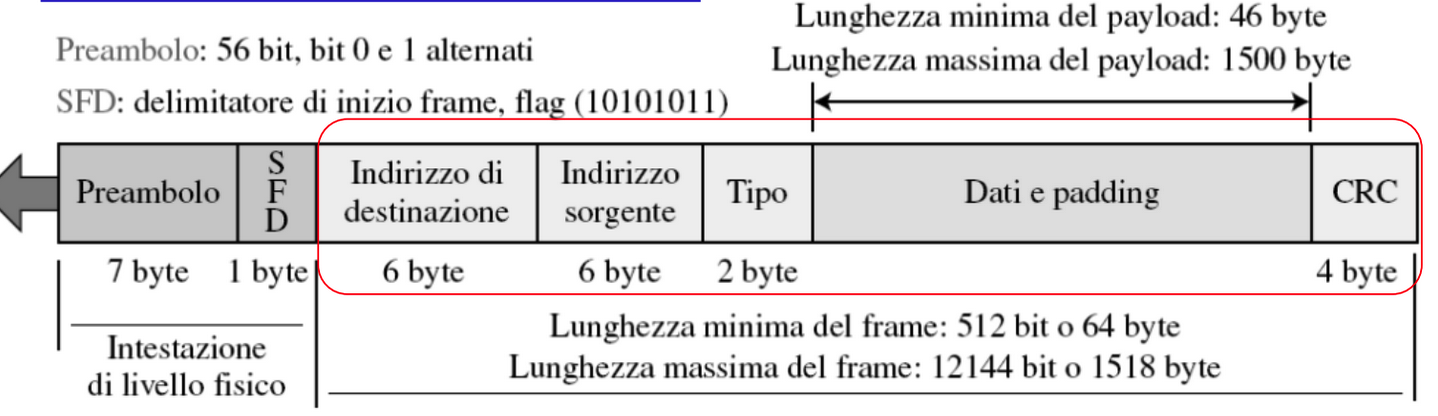 Lunghezza minima del payload: 46 byte
Preambolo: 56 bit, bit 0 e 1 alternati
Lunghezza massima del payload: 1500 byte
SFD: delimitatore di inizio frame, flag (10101011)
Preambolo
S
F
D
Indirizzo di
destinazione
Indirizzo
sorgente
Tipo
Dati e padding
CRC
7 byte
1 byte
6 byte
6 byte
2 byte
4 byte
Intestazione
di livello fisico
Lunghezza minima del frame: 512 bit o 64 byte
Lunghezza massima del frame: 12144 bit o 1518 byte